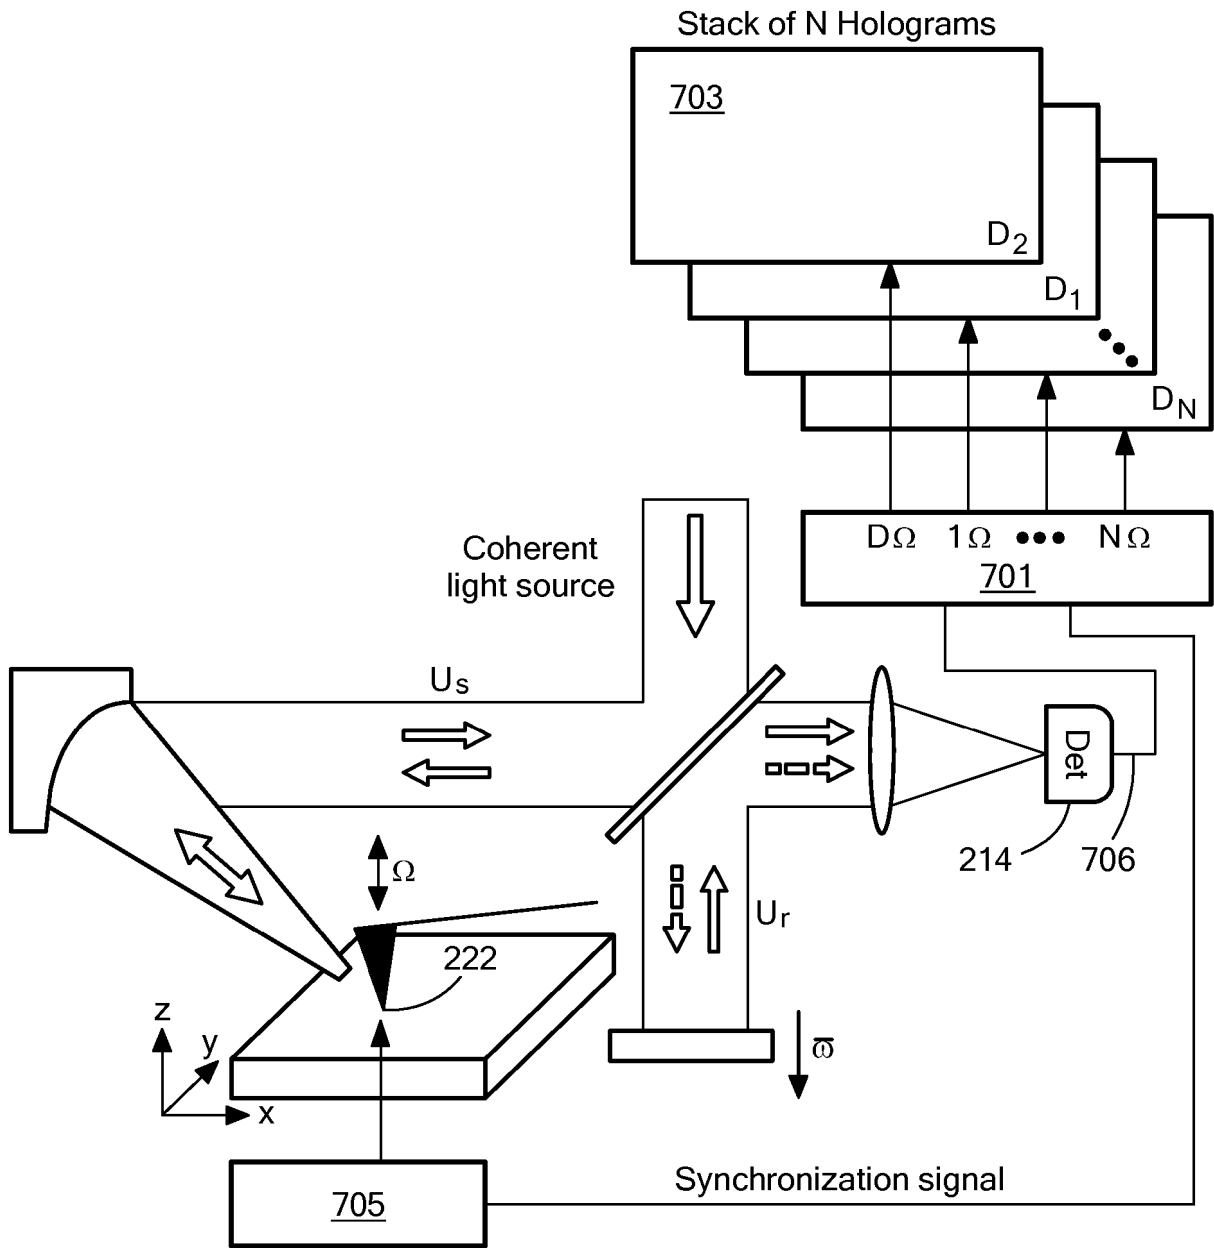 Stack of N Holograms
703
D2
D1
DN
DΩ 1Ω ••• NΩ
701
Coherent
light source
Us
Det
214
706
Ω
Ur
222
z
y
x
ω̅
Synchronization signal
705